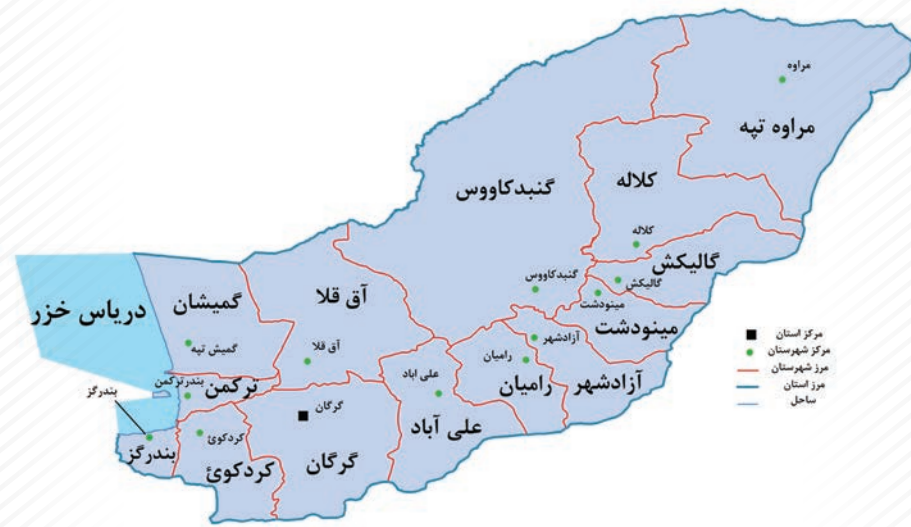 مراوه
مراوه تپه
کلاله
گنبدکاووس
کلاله
گالیکش
گنبدکاووس
گالیکش
مینودشت
مینودشت
آق قلا
گمیشان
دریاس خزر
گمیش تپه
آق قلا
آزادشهر
رامیان
آزادشهر
رامیان
ترکمن
بندرترکمن
علی اباد
علی آباد
بندرگز
گرگان
گرگان
کردکوئ
کردکوئ
بندرگز
مرکز استان
مرکز شهرستان
مرز شهرستان
مرز استان
ساحل